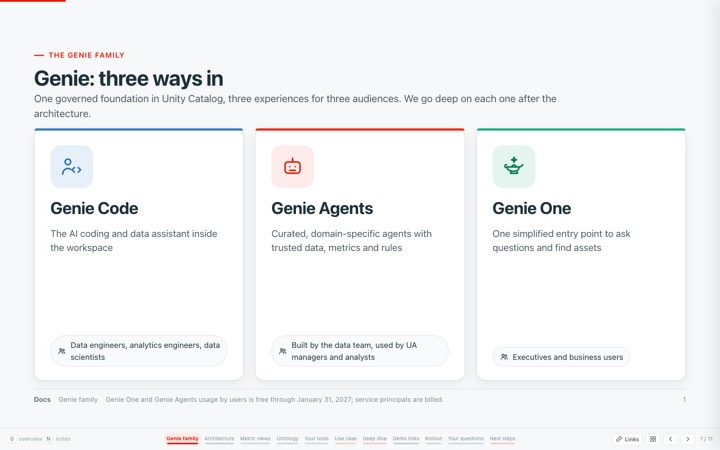 THE GENIE FAMILY
Genie: three ways in
One governed foundation in Unity Catalog, three experiences for three audiences. We go deep on each one after the
architecture.
Genie Code
The AI coding and data assistant inside
the workspace
Data engineers, analytics engineers, data
scientists
Genie Agents
Curated, domain-specific agents with
trusted data, metrics and rules
Built by the data team, used by UA
managers and analysts
Genie One
One simplified entry point to ask
questions and find assets
Executives and business users
Docs Genie family Genie One and Genie Agents usage by users is free through January 31, 2027; service principals are billed. 1
O overview N notes Genie family Architecture Metric views Ontology Your tools Use case Deep dive Demo links Rollout Your questions Next steps Links 1 / 11